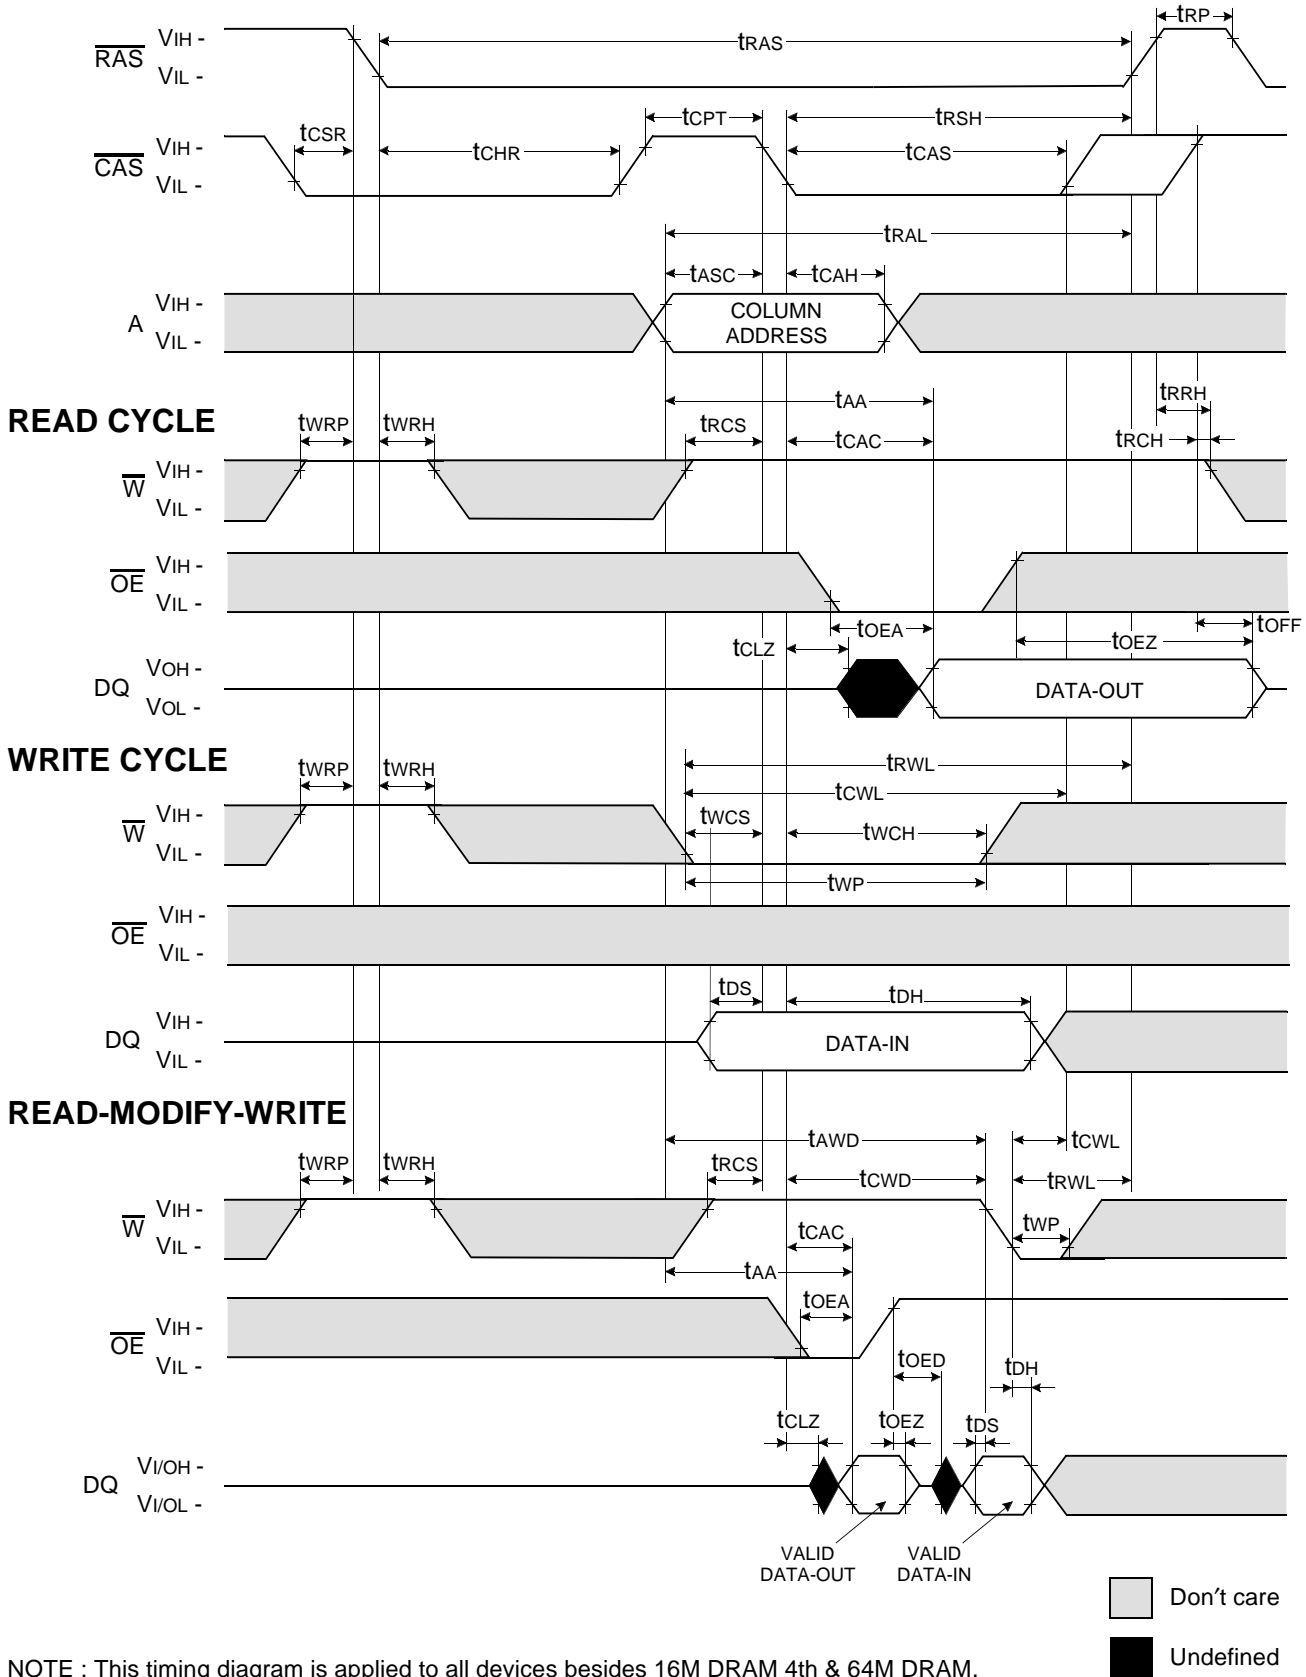 tRP
RAS
VIH -
VIL -
tRAS
tCSR
tCHR
tCPT
tRSH
tCAS
CAS
VIH -
VIL -
tRAL
tASC
tCAH
A
VIH -
VIL -
COLUMN
ADDRESS
READ CYCLE
tWRP
tWRH
tRCS
tAA
tCAC
tRRH
tRCH
W
VIH -
VIL -
OE
VIH -
VIL -
tOEA
tCLZ
tOEZ
tOFF
DQ
VOH -
VOL -
DATA-OUT
WRITE CYCLE
tWRP
tWRH
tRWL
tCWL
tWCS
tWCH
tWP
W
VIH -
VIL -
OE
VIH -
VIL -
tDS
tDH
DQ
VIH -
VIL -
DATA-IN
READ-MODIFY-WRITE
tAWD
tCWL
tWRP
tWRH
tRCS
tCWD
tRWL
W
VIH -
VIL -
tCAC
tWP
tAA
tOEA
OE
VIH -
VIL -
tOED
tDH
tCLZ
tOEZ
tDS
DQ
VI/OH -
VI/OL -
VALID
DATA-OUT
VALID
DATA-IN
Don't care
Undefined
NOTE : This timing diagram is applied to all devices besides 16M DRAM 4th & 64M DRAM.